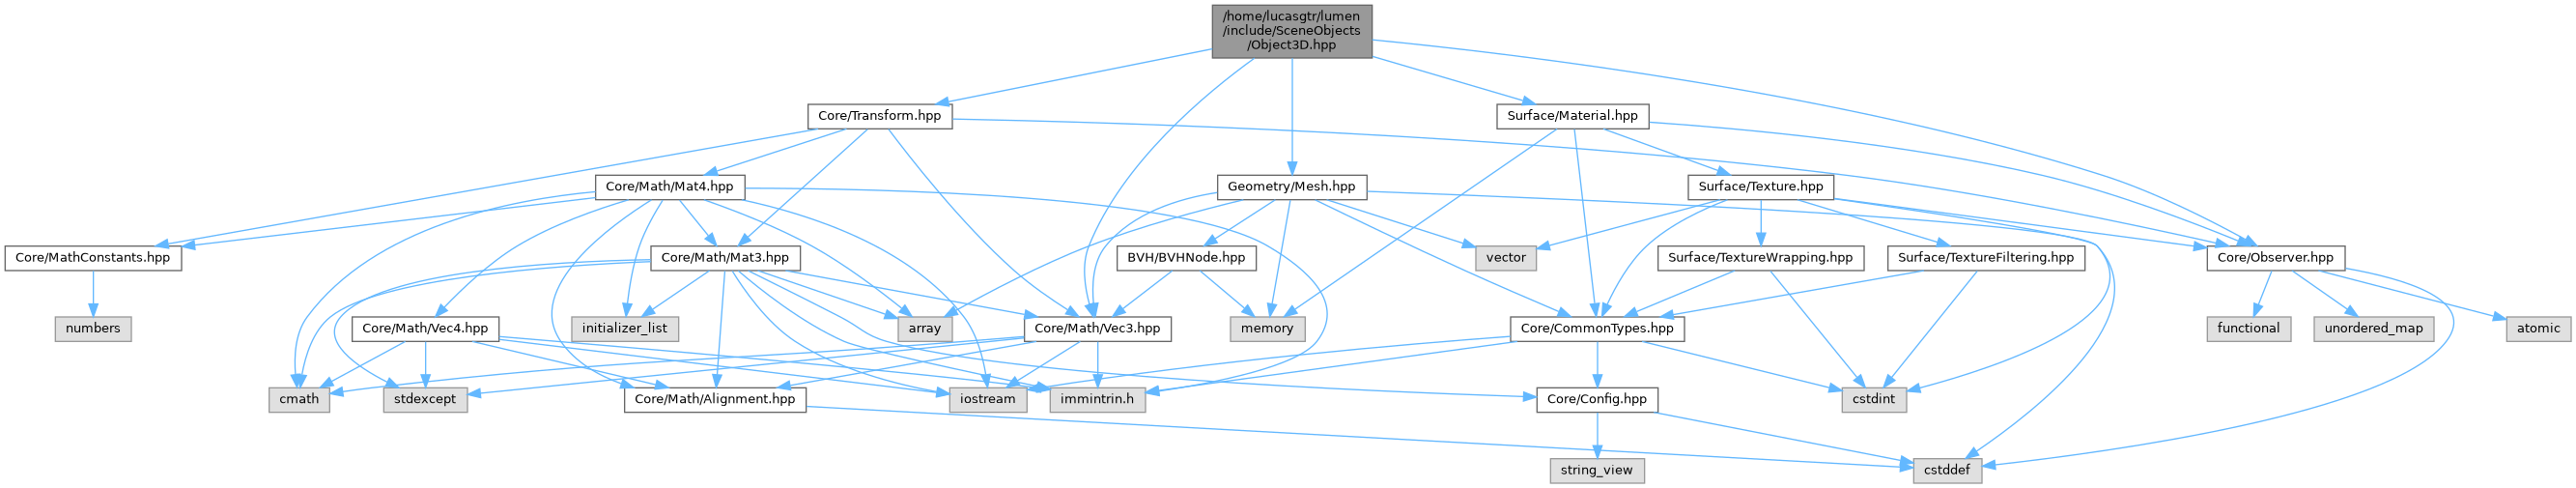 /home/lucasgtr/lumen
/include/SceneObjects
/Object3D.hpp
Core/Transform.hpp
Surface/Material.hpp
Core/Math/Mat4.hpp
Geometry/Mesh.hpp
Surface/Texture.hpp
Core/MathConstants.hpp
Core/Math/Mat3.hpp
BVH/BVHNode.hpp
vector
Surface/TextureWrapping.hpp
Surface/TextureFiltering.hpp
Core/Observer.hpp
numbers
Core/Math/Vec4.hpp
initializer_list
array
Core/Math/Vec3.hpp
memory
Core/CommonTypes.hpp
functional
unordered_map
atomic
cmath
stdexcept
Core/Math/Alignment.hpp
iostream
immintrin.h
Core/Config.hpp
cstdint
string_view
cstddef